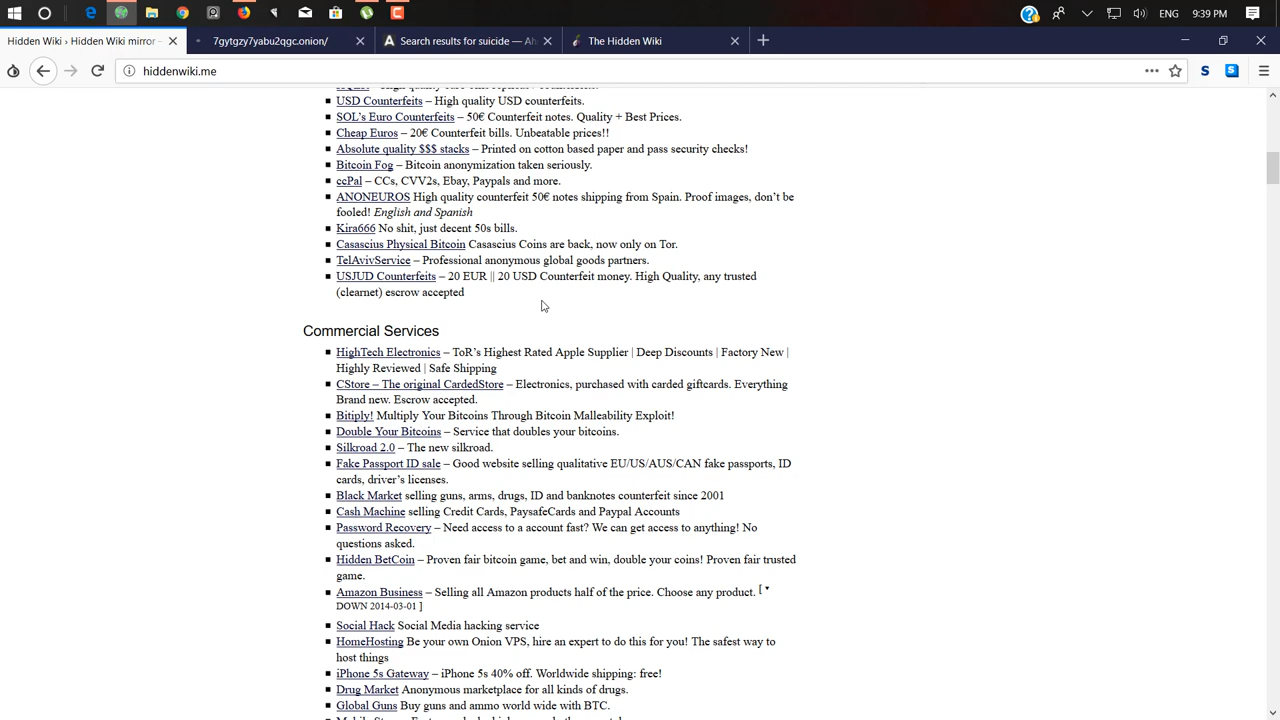 ENG 9:39 PM
Hidden Wiki › Hidden Wiki mirror –
7gytgzy7yabu2qgc.onion/
Search results for suicide — Ah
The Hidden Wiki
hiddenwiki.me
USD Counterfeits – High quality USD counterfeits.
SOL’s Euro Counterfeits – 50€ Counterfeit notes. Quality + Best Prices.
Cheap Euros – 20€ Counterfeit bills. Unbeatable prices!!
Absolute quality $$$ stacks – Printed on cotton based paper and pass security checks!
Bitcoin Fog – Bitcoin anonymization taken seriously.
ccPal – CCs, CVV2s, Ebay, Paypals and more.
ANONEUROS High quality counterfeit 50€ notes shipping from Spain. Proof images, don’t be
fooled! English and Spanish
Kira666 No shit, just decent 50s bills.
Casascius Physical Bitcoin Casascius Coins are back, now only on Tor.
TelAvivService – Professional anonymous global goods partners.
USJUD Counterfeits – 20 EUR || 20 USD Counterfeit money. High Quality, any trusted
(clearnet) escrow accepted
Commercial Services
HighTech Electronics – ToR’s Highest Rated Apple Supplier | Deep Discounts | Factory New |
Highly Reviewed | Safe Shipping
CStore – The original CardedStore – Electronics, purchased with carded giftcards. Everything
Brand new. Escrow accepted.
Bitiply! Multiply Your Bitcoins Through Bitcoin Malleability Exploit!
Double Your Bitcoins – Service that doubles your bitcoins.
Silkroad 2.0 – The new silkroad.
Fake Passport ID sale – Good website selling qualitative EU/US/AUS/CAN fake passports, ID
cards, driver’s licenses.
Black Market selling guns, arms, drugs, ID and banknotes counterfeit since 2001
Cash Machine selling Credit Cards, PaysafeCards and Paypal Accounts
Password Recovery – Need access to a account fast? We can get access to anything! No
questions asked.
Hidden BetCoin – Proven fair bitcoin game, bet and win, double your coins! Proven fair trusted
game.
Amazon Business – Selling all Amazon products half of the price. Choose any product. [
DOWN 2014-03-01 ]
Social Hack Social Media hacking service
HomeHosting Be your own Onion VPS, hire an expert to do this for you! The safest way to
host things
iPhone 5s Gateway – iPhone 5s 40% off. Worldwide shipping: free!
Drug Market Anonymous marketplace for all kinds of drugs.
Global Guns Buy guns and ammo world wide with BTC.